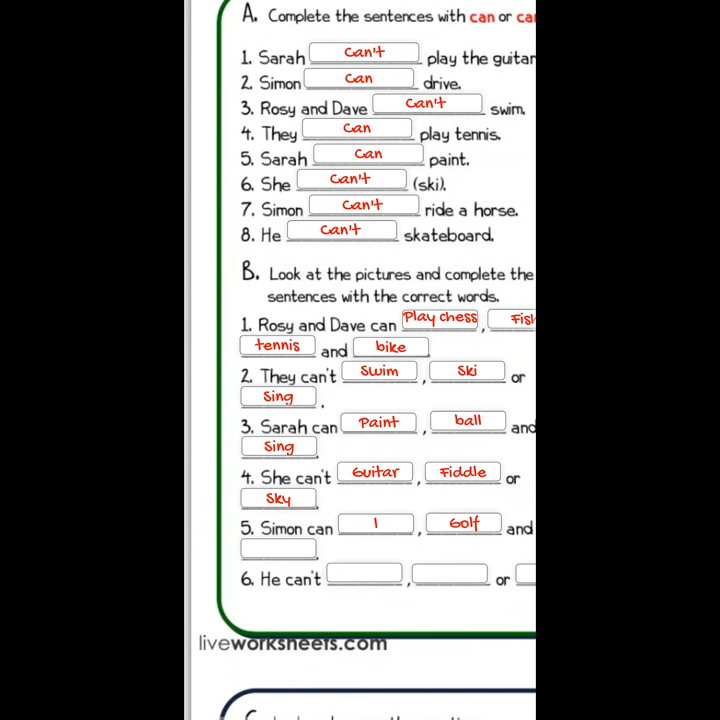 A. Complete the sentences with can or
1. Sarah can't play the guitar
2. Simon can drive.
3. Rosy and Dave can't swim.
4. They can play tennis.
5. Sarah can paint.
6. She can't (ski).
7. Simon can't ride a horse.
8. He can't skateboard.
B. Look at the pictures and complete the
sentences with the correct words.
1. Rosy and Dave can Play chess, Fish
tennis and bike
2. They can't Swim, Ski or
Sing.
3. Sarah can Paint, ball and
Sing.
4. She can't Guitar, Fiddle or
Sky.
5. Simon can I, Golf and
6. He can't , or
liveworksheets.com